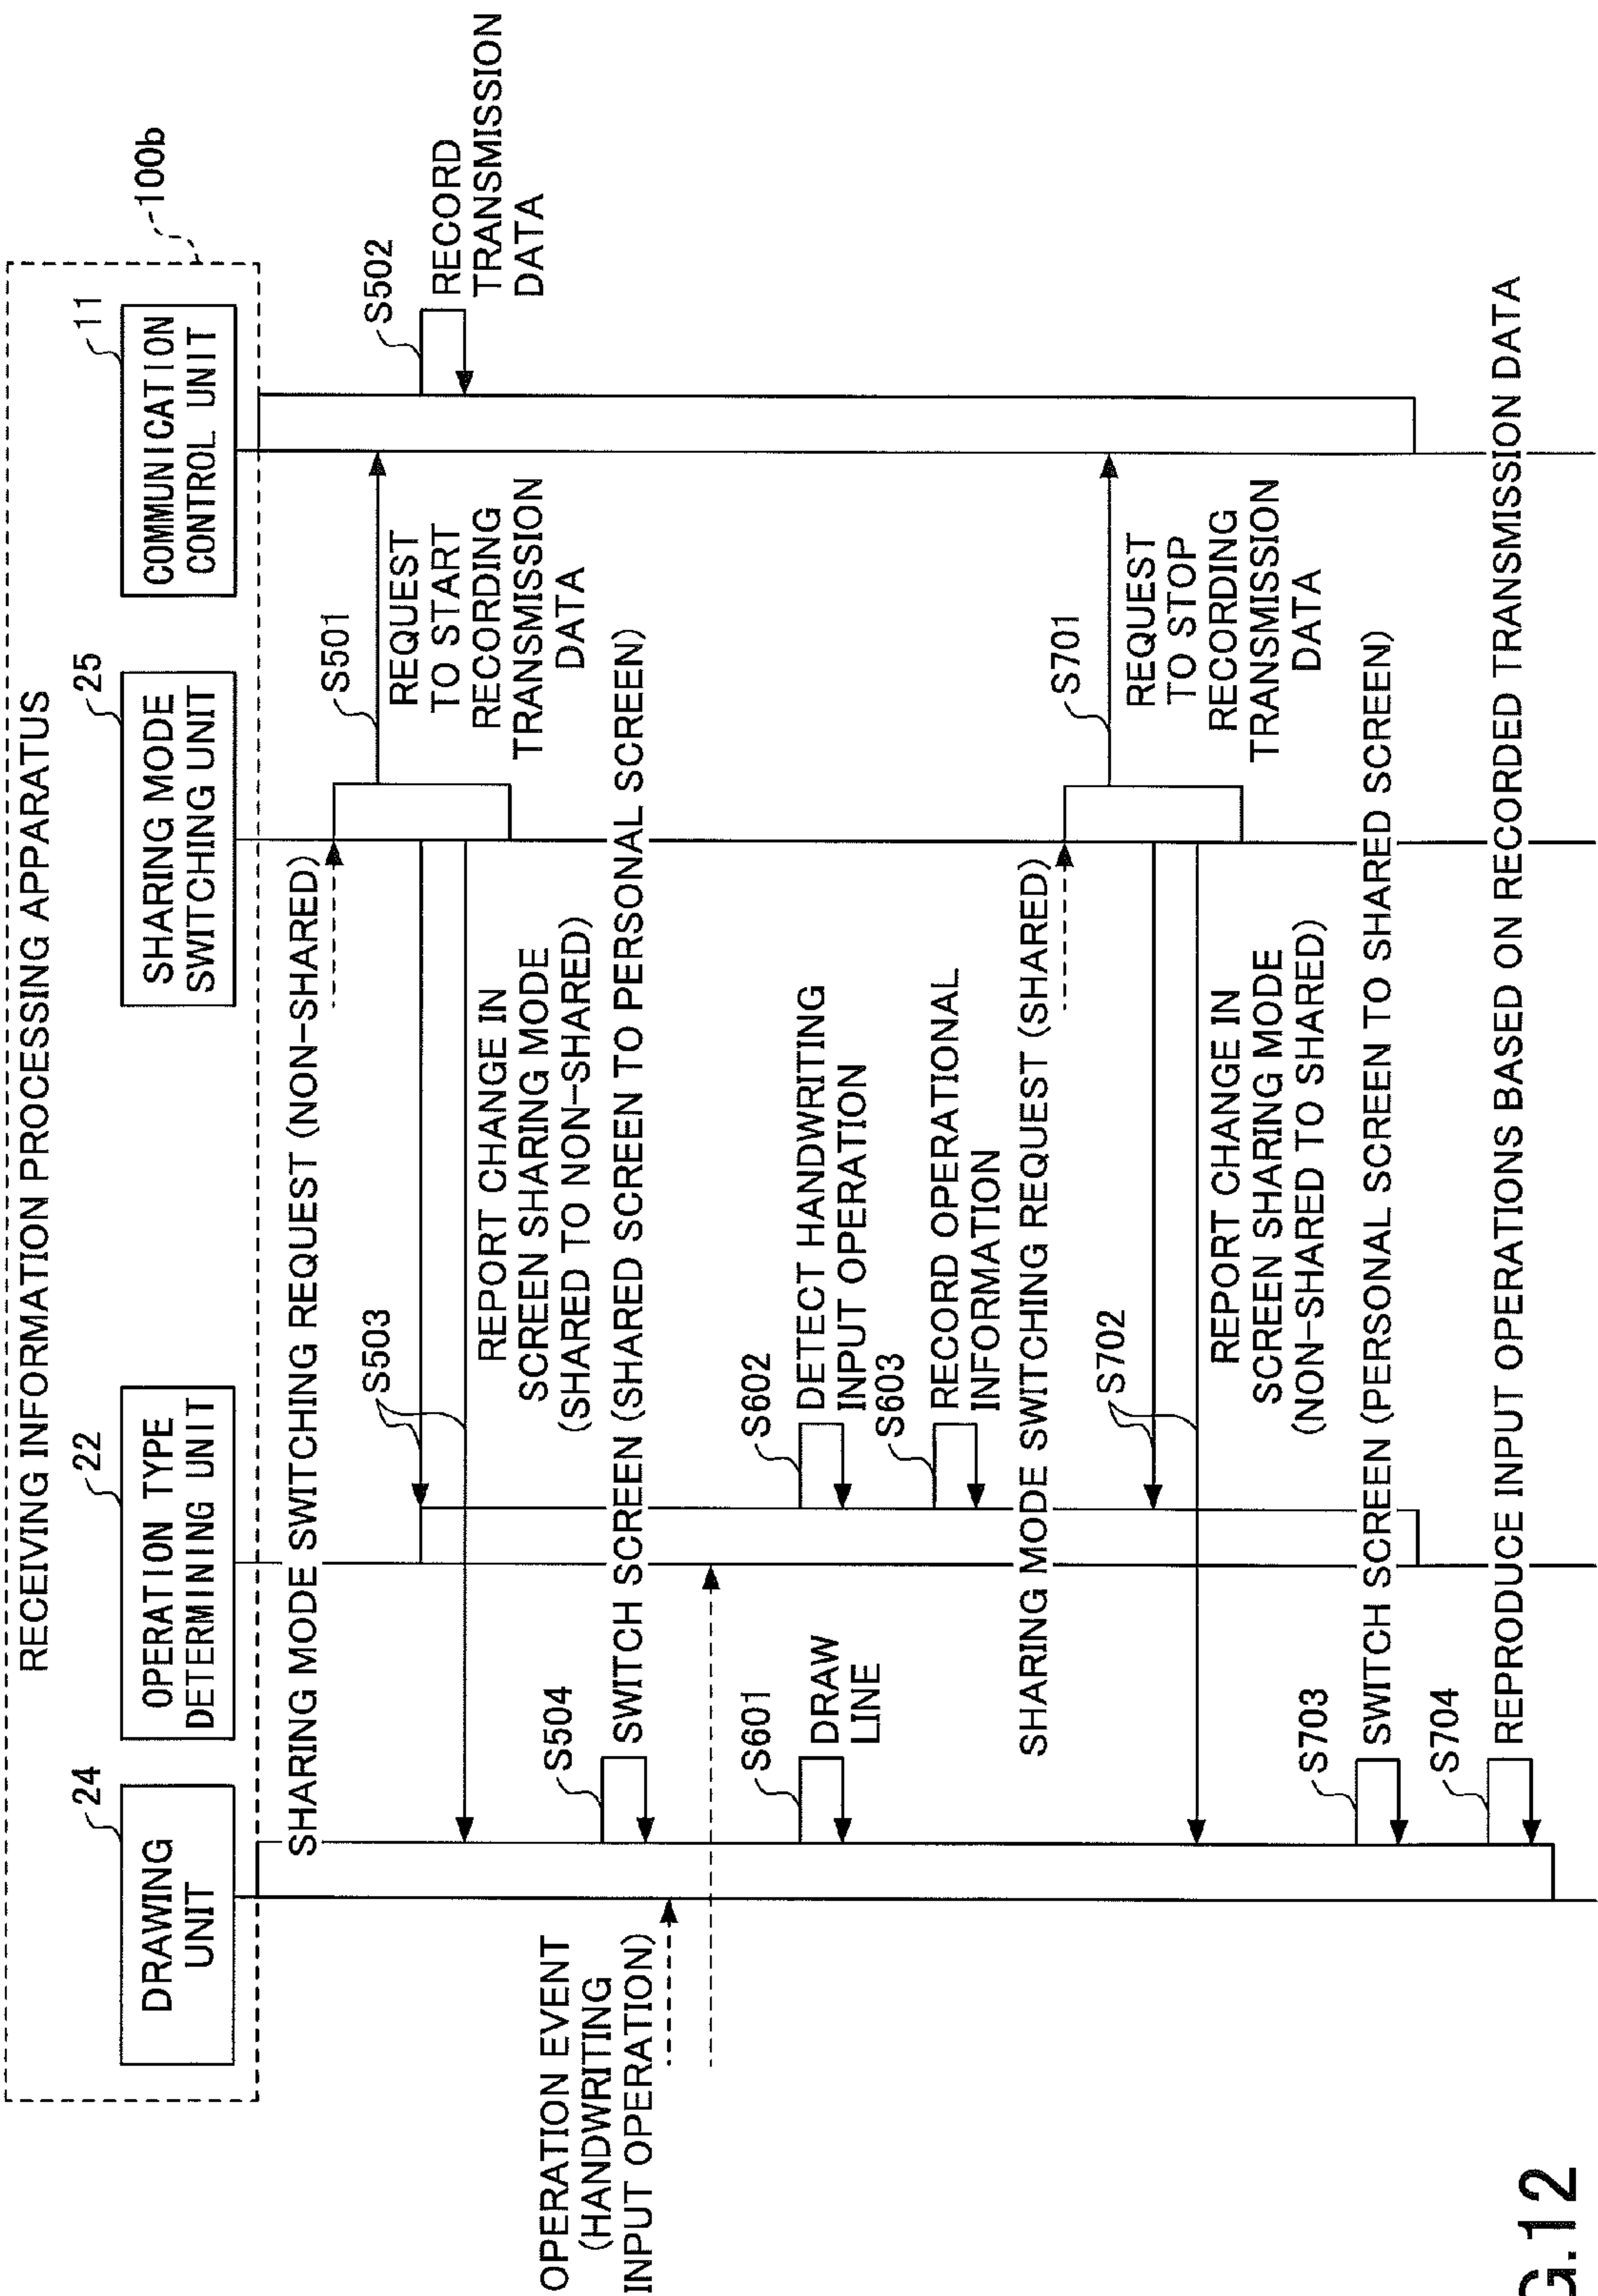 RECEIVING INFORMATION PROCESSING APPARATUS
100b
24
DRAWING
UNIT
22
OPERATION TYPE
DETERMINING UNIT
25
SHARING MODE
SWITCHING UNIT
11
COMMUNICATION
CONTROL UNIT
SHARING MODE SWITCHING REQUEST (NON-SHARED)
S501
REQUEST
TO START
RECORDING
TRANSMISSION
DATA
S502
RECORD
TRANSMISSION
DATA
S503
REPORT CHANGE IN
SCREEN SHARING MODE
(SHARED TO NON-SHARED)
S504
SWITCH SCREEN (SHARED SCREEN TO PERSONAL SCREEN)
OPERATION EVENT
(HANDWRITING
INPUT OPERATION)
S601
DRAW
LINE
S602
DETECT HANDWRITING
INPUT OPERATION
S603
RECORD OPERATIONAL
INFORMATION
SHARING MODE SWITCHING REQUEST (SHARED)
S701
REQUEST
TO STOP
RECORDING
TRANSMISSION
DATA
S702
REPORT CHANGE IN
SCREEN SHARING MODE
(NON-SHARED TO SHARED)
S703
SWITCH SCREEN (PERSONAL SCREEN TO SHARED SCREEN)
S704
REPRODUCE INPUT OPERATIONS BASED ON RECORDED TRANSMISSION DATA
G.12